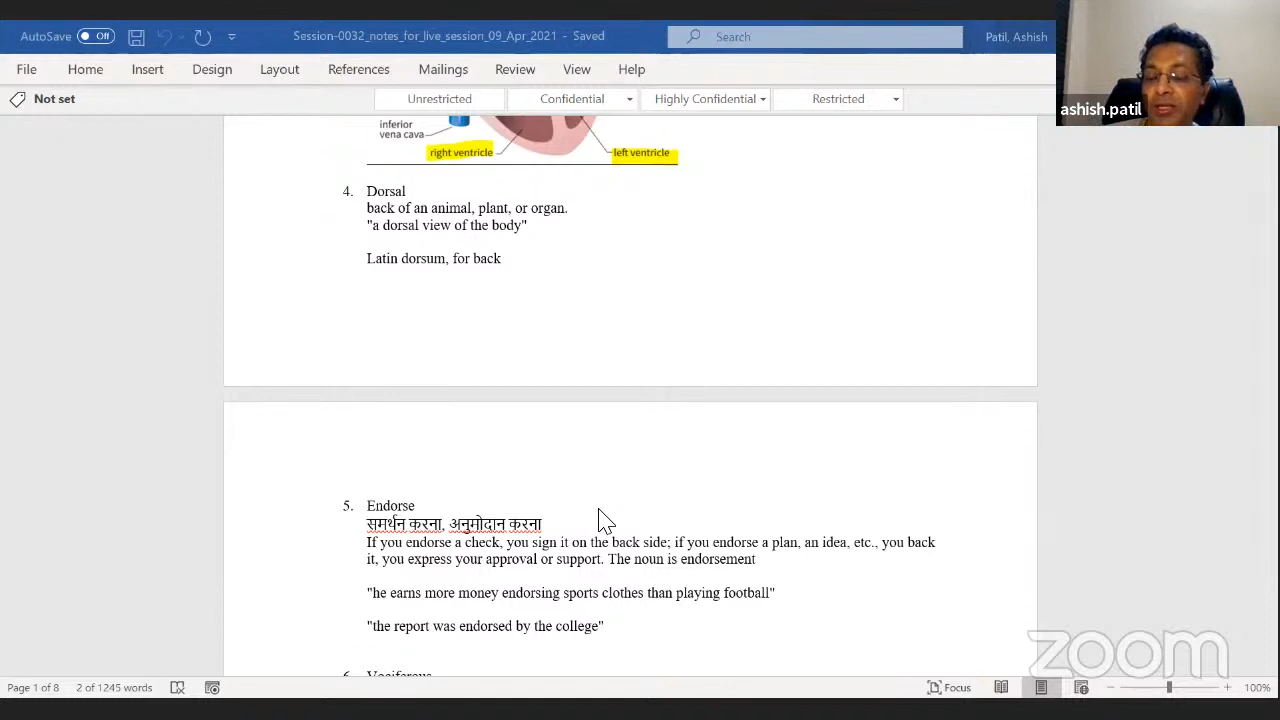 AutoSave Off
Session-0032_notes_for_live_session_09_Apr_2021 - Saved
Search
Patil, Ashish
File Home Insert Design Layout References Mailings Review View Help
Not set
Unrestricted Confidential Highly Confidential Restricted
ashish.patil
inferior
vena cava
right ventricle
left ventricle
4. Dorsal
back of an animal, plant, or organ.
"a dorsal view of the body"
Latin dorsum, for back
5. Endorse
समर्थन करना, अनुमोदान करना
If you endorse a check, you sign it on the back side; if you endorse a plan, an idea, etc., you back
it, you express your approval or support. The noun is endorsement
"he earns more money endorsing sports clothes than playing football"
"the report was endorsed by the college"
6. Vociferous
zoom
Page 1 of 8 2 of 1245 words Focus 100%